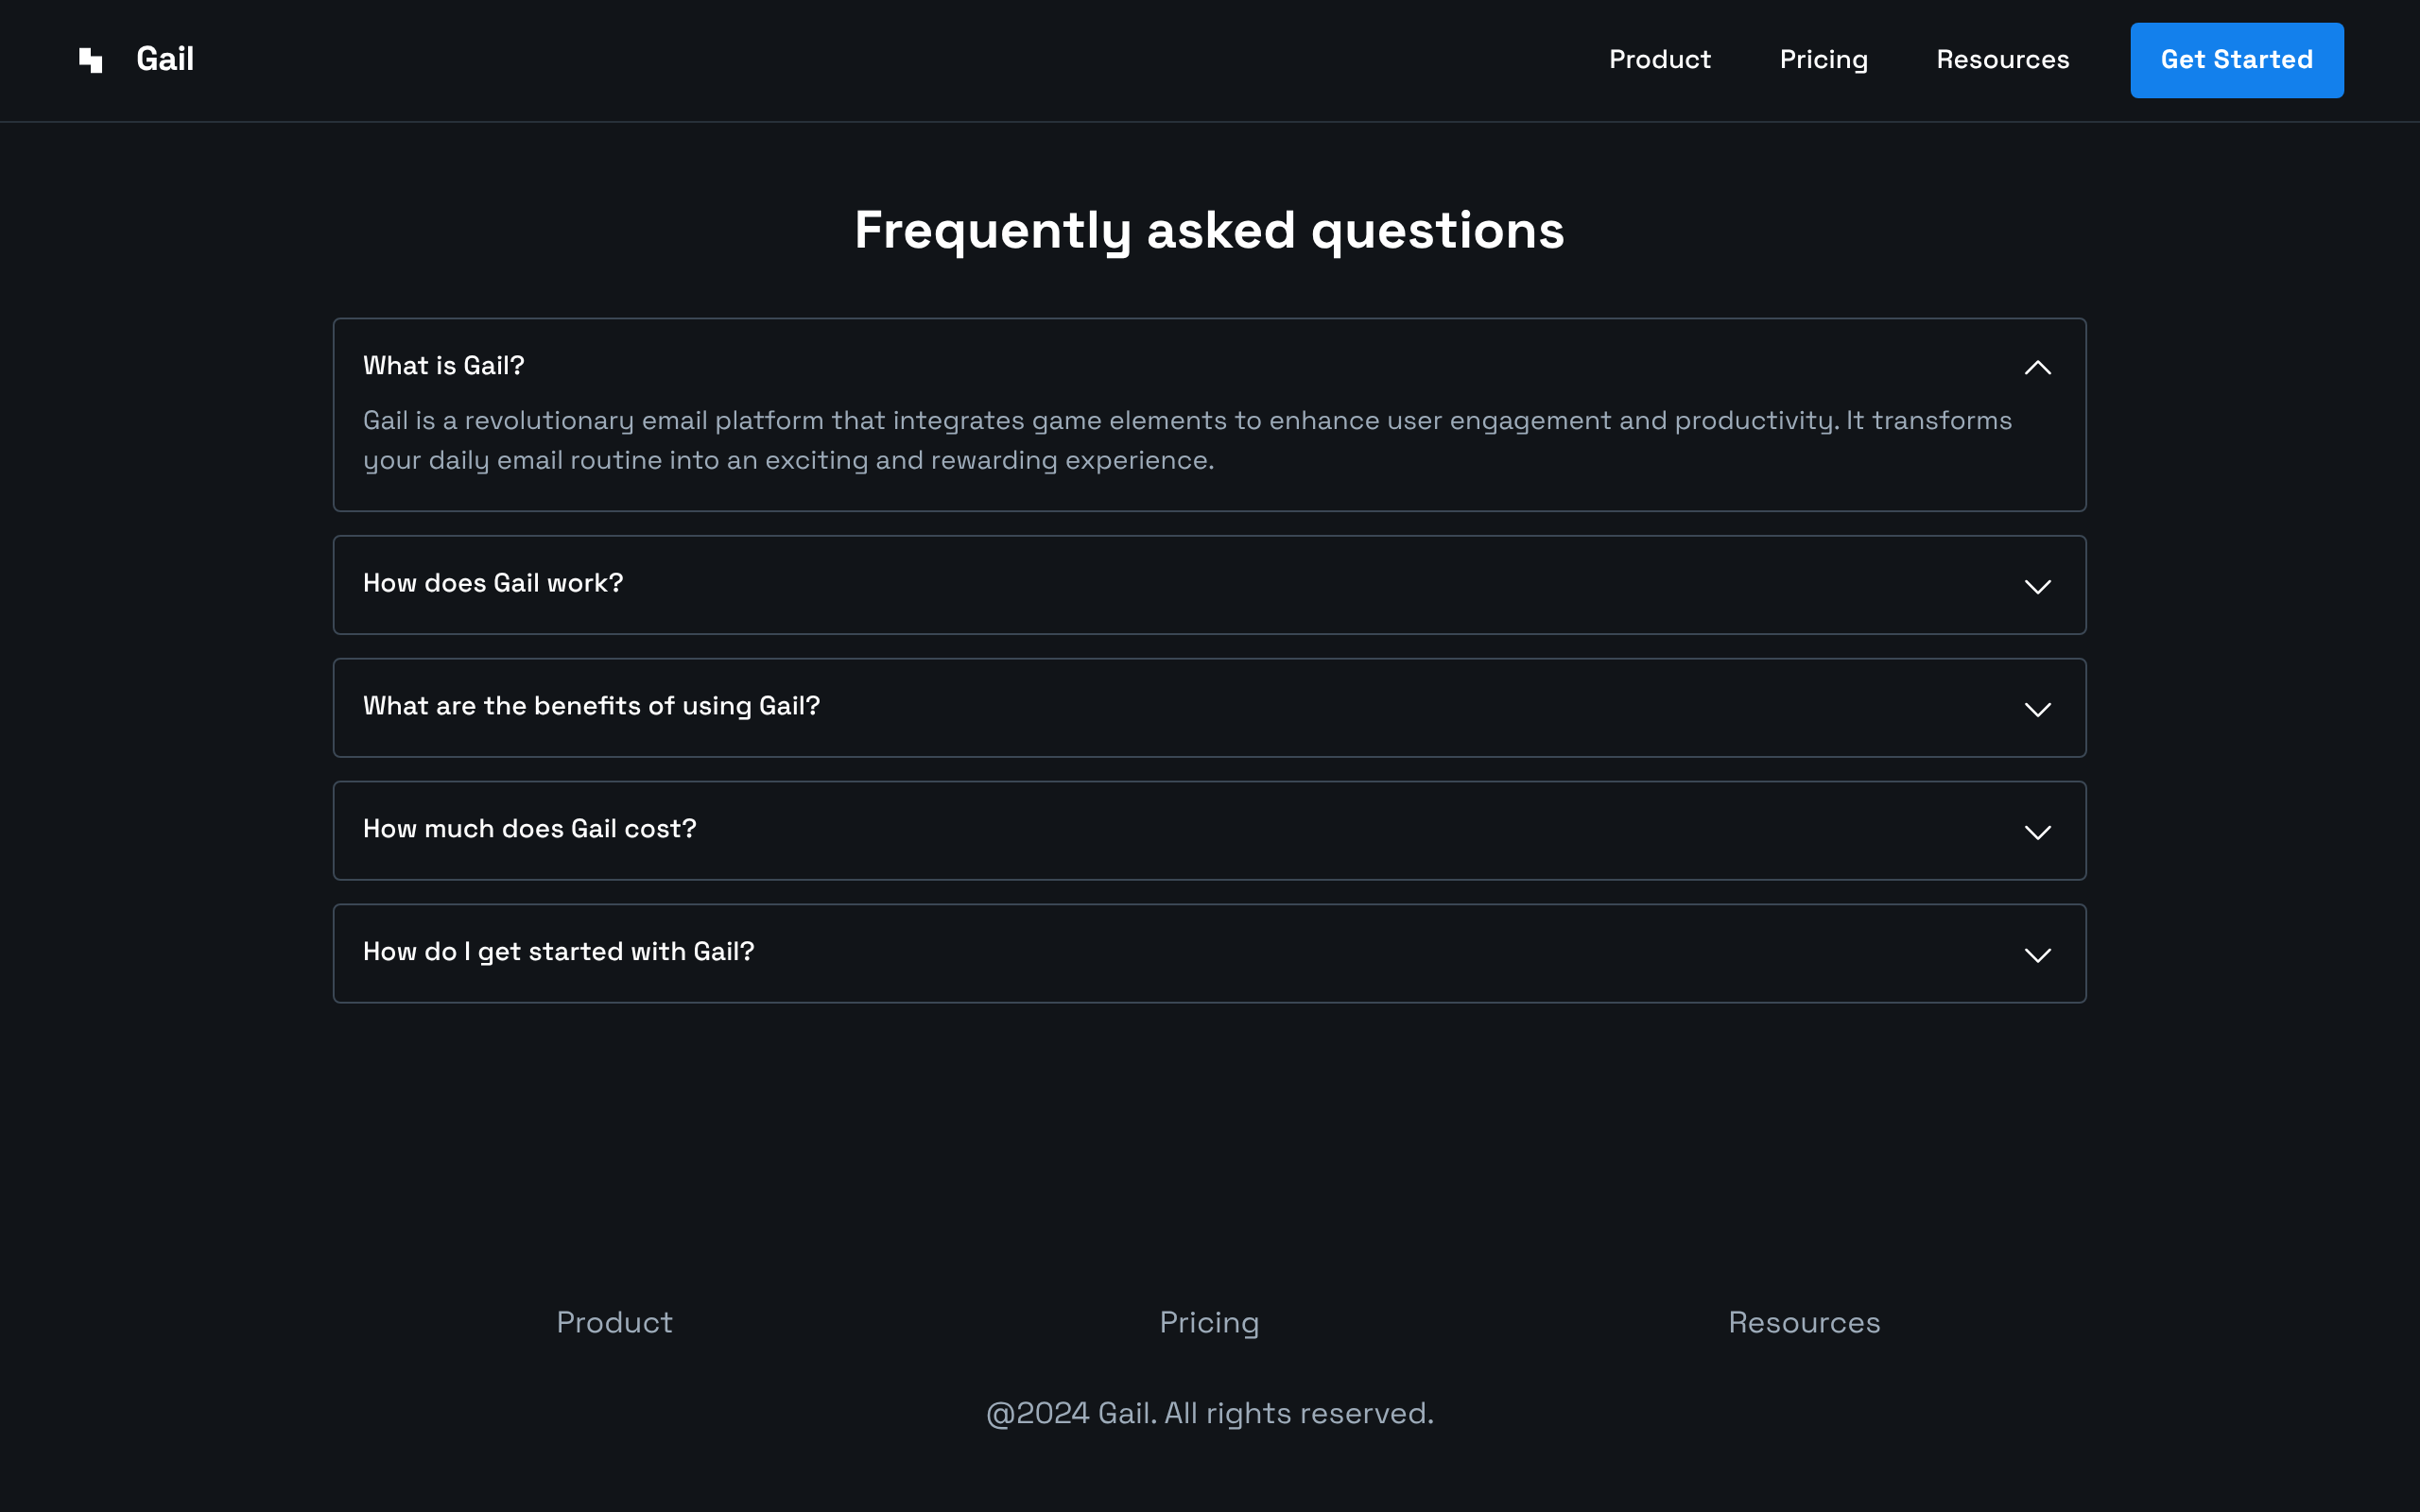 Gail
Product
Pricing
Resources
Get Started
Frequently asked questions
What is Gail?
Gail is a revolutionary email platform that integrates game elements to enhance user engagement and productivity. It transforms
your daily email routine into an exciting and rewarding experience.
How does Gail work?
What are the benefits of using Gail?
How much does Gail cost?
How do I get started with Gail?
Product
Pricing
Resources
@2024 Gail. All rights reserved.